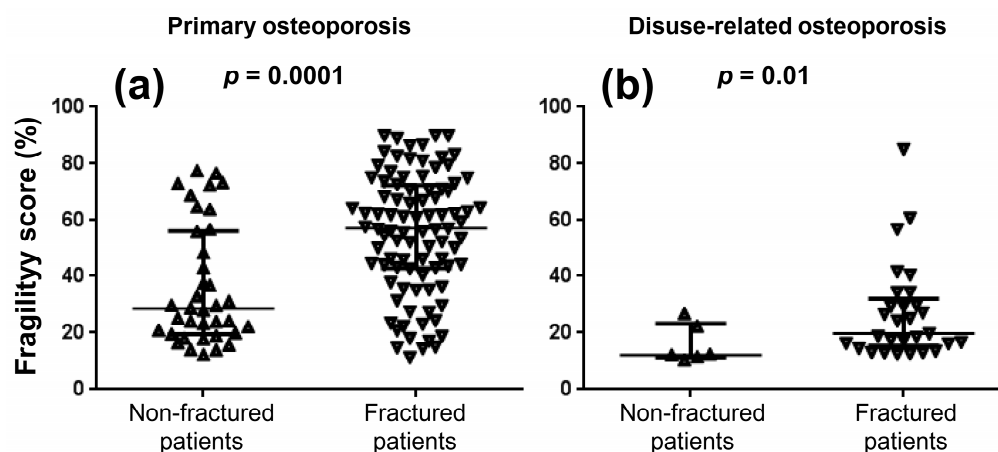 Primary osteoporosis
Disuse-related osteoporosis
(a)
p = 0.0001
(b)
p = 0.01
Fragilityy score (%)
100
80
60
40
20
0
100
80
60
40
20
0
Non-fractured
patients
Fractured
patients
Non-fractured
patients
Fractured
patients